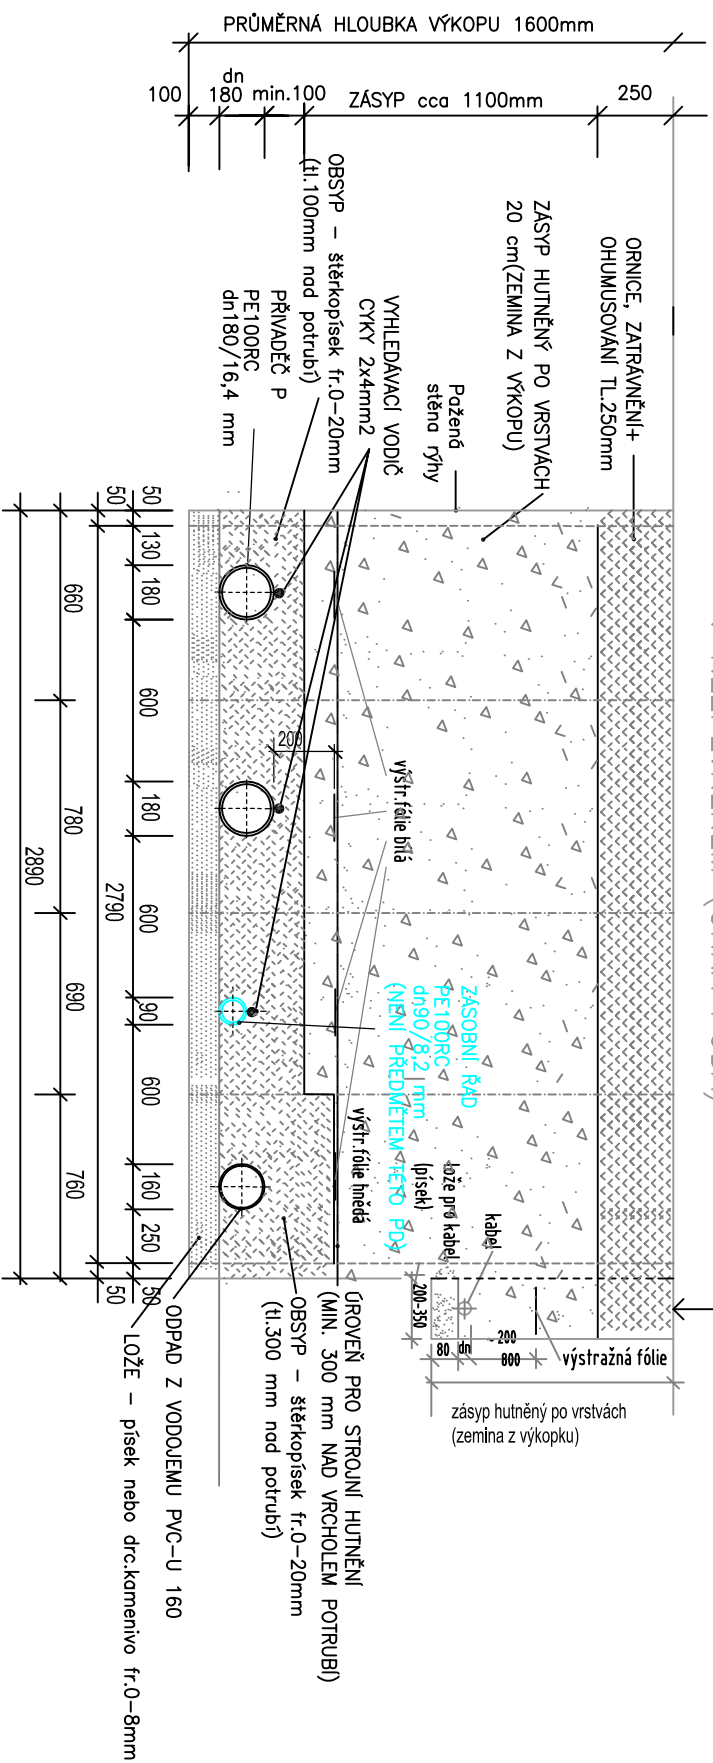 PRŮMĚRNÁ HLOUBKA VÝKOPU 1600mm
100
dn
180
min.100
ZÁSYP cca 1100mm
250
ORNICE, ZATRÁVNĚNÍ+
OHUMUSOVÁNÍ TL.250mm
ZÁSYP HUTNĚNÝ PO VRSTVÁCH
20 cm(ZEMINA Z VÝKOPU)
Pažená
stěna rýhy
VYHLEDÁVACÍ VODIČ
CYKY 2x4mm2
OBSYP – štěrkopísek fr.0–20mm
(tl.100mm nad potrubí)
PŘIVADĚČ P
PE100RC
dn180/16,4 mm
50
130
180
600
180
600
90
600
160
250
50
50
2790
50
660
780
690
760
2890
200
výstr.fólie bílá
výstr.fólie hnědá
ZÁSOBNÍ ŘAD
PE100RC
dn90/8,2 mm
(NENÍ PŘEDMĚTEM TÉTO PD)
lože pro kabel
(písek)
kabel
200-350
80
dn
200
800
výstražná fólie
zásyp hutněný po vrstvách
(zemina z výkopku)
ÚROVEŇ PRO STROJNÍ HUTNĚNÍ
(MIN. 300 mm NAD VRCHOLEM POTRUBÍ)
OBSYP – štěrkopísek fr.0–20mm
(tl.300 mm nad potrubí)
ODPAD Z VODOJEMU PVC–U 160
LOŽE – písek nebo drc.kamenivo fr.0–8mm